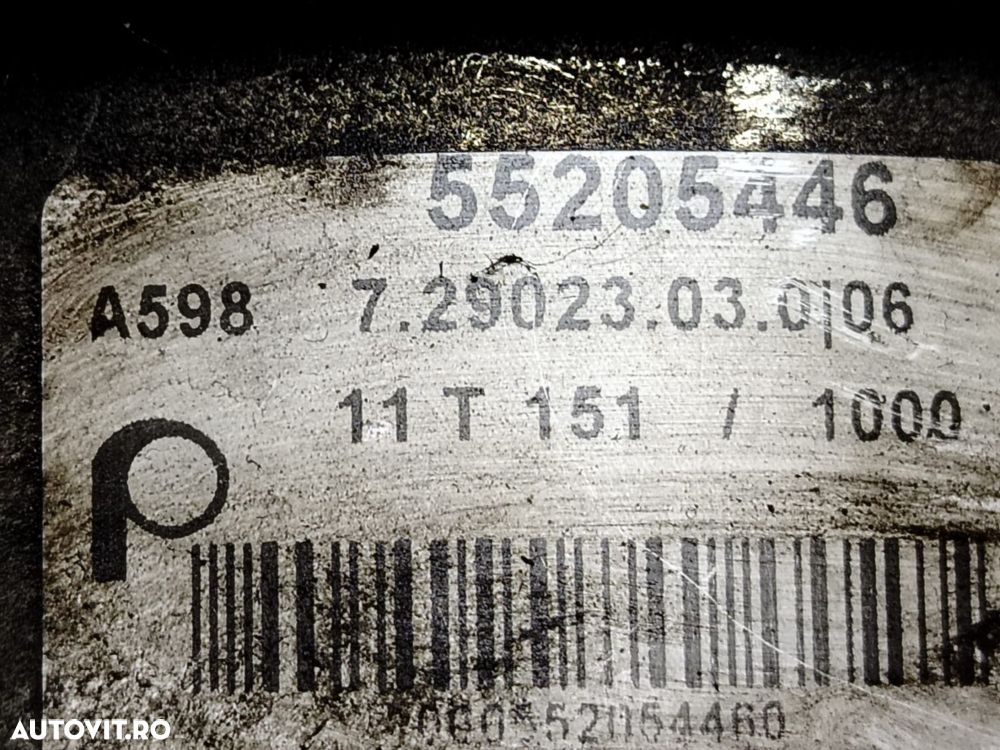 55205446
A598 7.29023.03.0|06
11 T 151 / 1000
AUTOVIT.RO